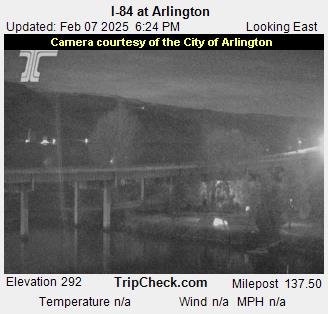 I-84 at Arlington
Updated: Feb 07 2025 6:24 PM Looking East
Camera courtesy of the City of Arlington
Elevation 292 TripCheck.com Milepost 137.50
Temperature n/a Wind n/a MPH n/a